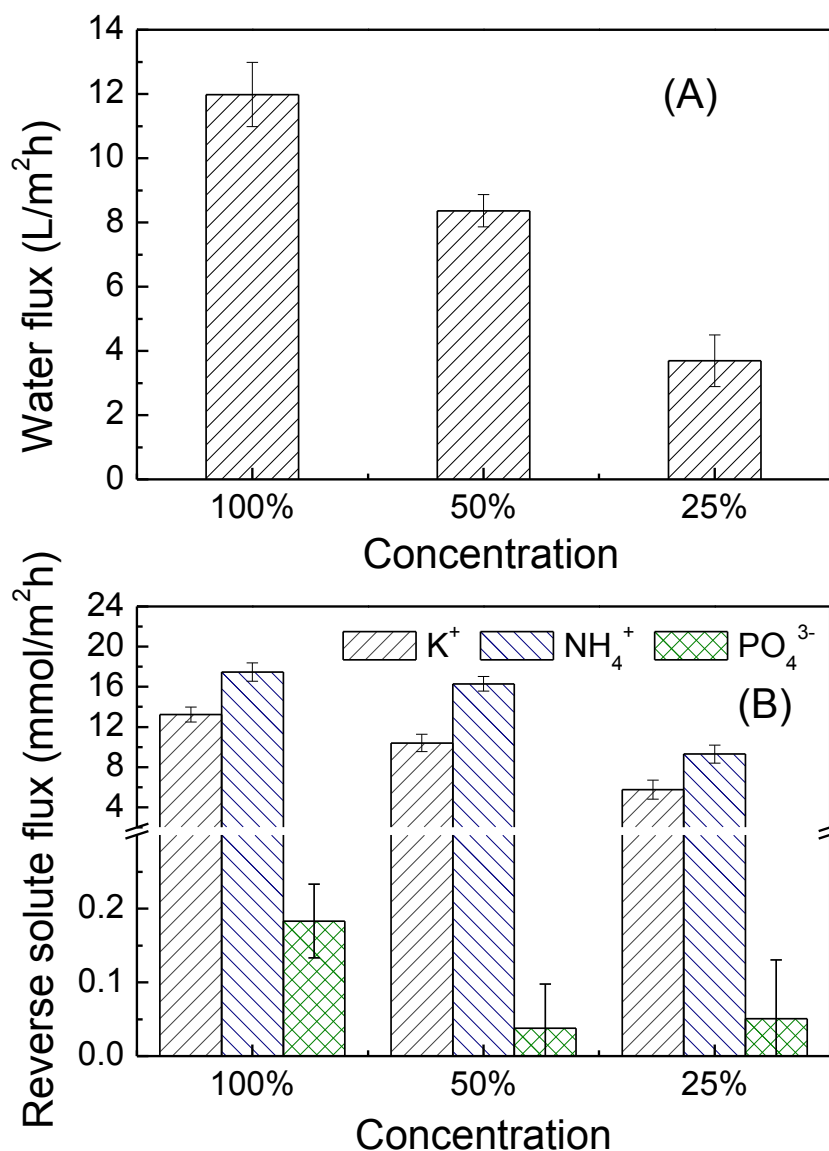 14
12
10
8
6
4
2
0
Water flux (L/m²h)
(A)
100% 50% 25%
Concentration
24
20
16
12
8
4
0.2
0.1
0.0
Reverse solute flux (mmol/m²h)
K⁺ NH₄⁺ PO₄³⁻
(B)
100% 50% 25%
Concentration